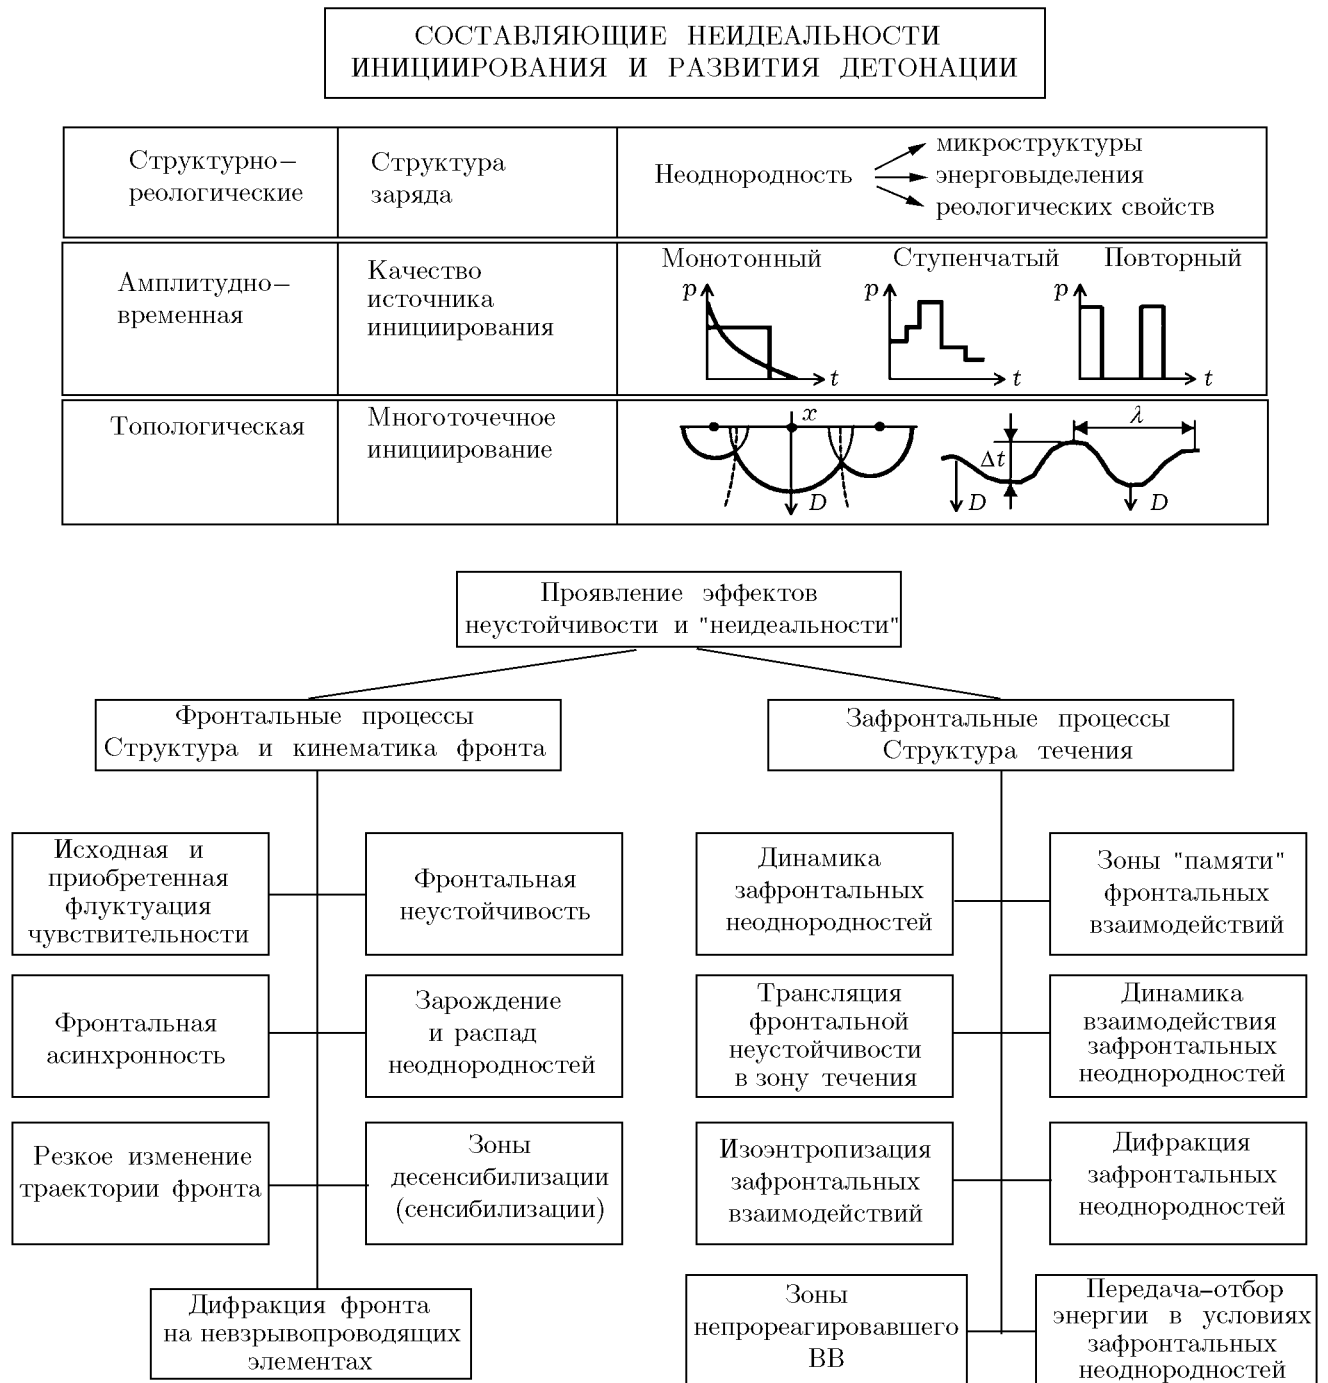 СОСТАВЛЯЮЩИЕ НЕИДЕАЛЬНОСТИ
ИНИЦИИРОВАНИЯ И РАЗВИТИЯ ДЕТОНАЦИИ
Структурно–
реологические
Структура
заряда
Неоднородность
микроструктуры
энерговыделения
реологических свойств
Амплитудно–
временная
Качество
источника
инициирования
Монотонный
Ступенчатый
Повторный
p
t
p
t
p
t
Топологическая
Многоточечное
инициирование
x
D
Δt
λ
D
D
Проявление эффектов
неустойчивости и "неидеальности"
Фронтальные процессы
Структура и кинематика фронта
Зафронтальные процессы
Структура течения
Исходная и
приобретенная
флуктуация
чувствительности
Фронтальная
неустойчивость
Динамика
зафронтальных
неоднородностей
Зоны "памяти"
фронтальных
взаимодействий
Фронтальная
асинхронность
Зарождение
и распад
неоднородностей
Трансляция
фронтальной
неустойчивости
в зону течения
Динамика
взаимодействия
зафронтальных
неоднородностей
Резкое изменение
траектории фронта
Зоны
десенсибилизации
(сенсибилизации)
Изоэнтропизация
зафронтальных
взаимодействий
Дифракция
зафронтальных
неоднородностей
Дифракция фронта
на невзрывопроводящих
элементах
Зоны
непрореагировавшего
ВВ
Передача–отбор
энергии в условиях
зафронтальных
неоднородностей